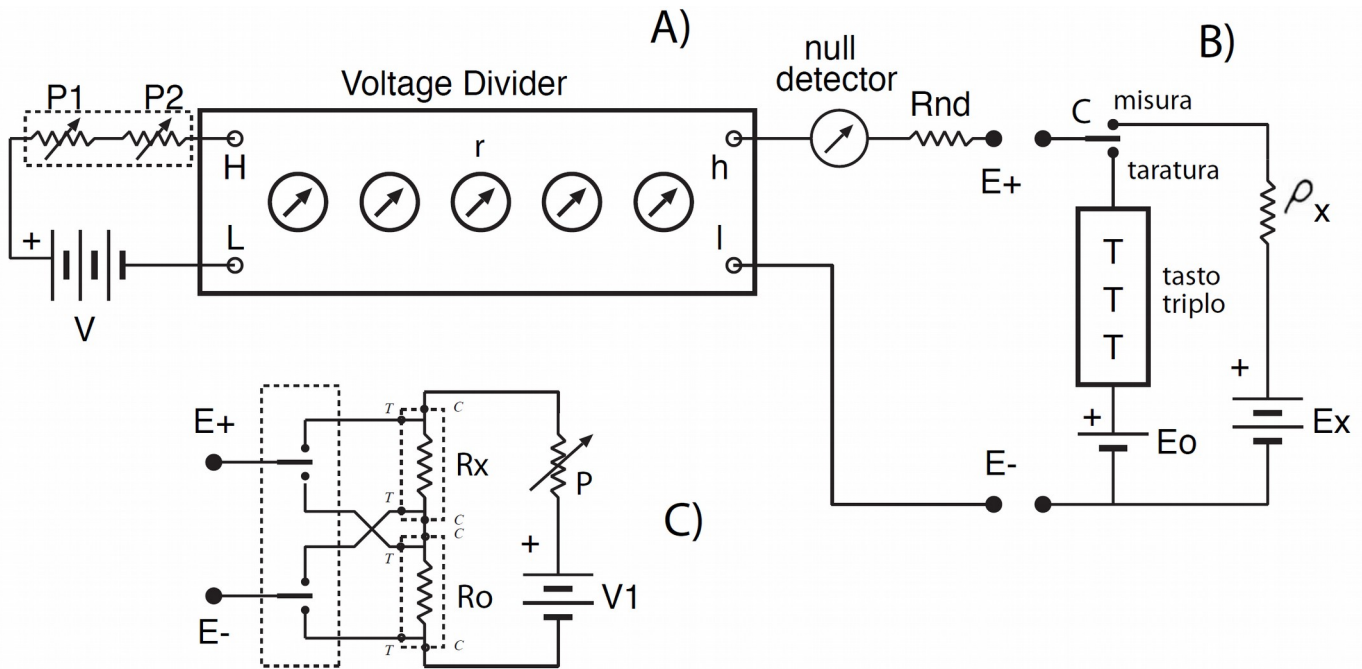 A)
B)
null
detector
Voltage Divider
P1
P2
Rnd
C
misura
H
r
h
E+
taratura
ρx
+
L
l
T
T
T
tasto
triplo
V
+
+
E-
Eo
Ex
E+
T
C
Rx
P
T
C
C
C)
+
T
Ro
V1
E-
T
C